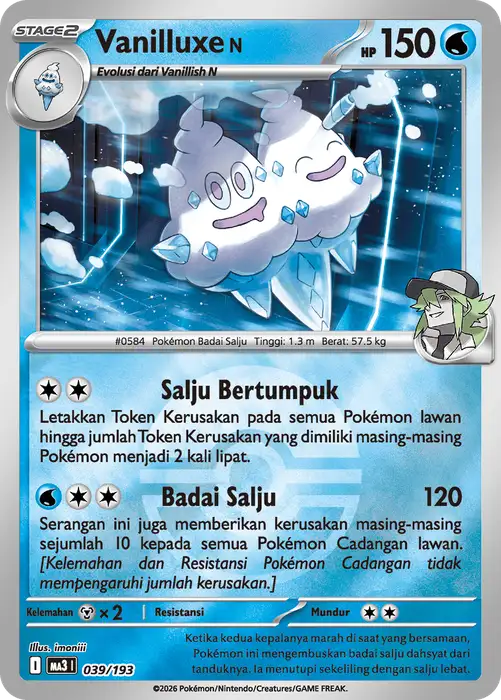 STAGE2
Vanilluxe N
HP 150
Evolusi dari Vanillish N
#0584 Pokémon Badai Salju Tinggi: 1.3 m Berat: 57.5 kg
Salju Bertumpuk
Letakkan Token Kerusakan pada semua Pokémon lawan
hingga jumlah Token Kerusakan yang dimiliki masing-masing
Pokémon menjadi 2 kali lipat.
Badai Salju 120
Serangan ini juga memberikan kerusakan masing-masing
sejumlah 10 kepada semua Pokémon Cadangan lawan.
[Kelemahan dan Resistansi Pokémon Cadangan tidak
mempengaruhi jumlah kerusakan.]
Kelemahan ×2 Resistansi Mundur
Illus. imoniii
I MA3 I 039/193
Ketika kedua kepalanya marah di saat yang bersamaan,
Pokémon ini mengembuskan badai salju dahsyat dari
tanduknya. Ia menutupi sekeliling dengan salju lebat.
©2026 Pokémon/Nintendo/Creatures/GAME FREAK.